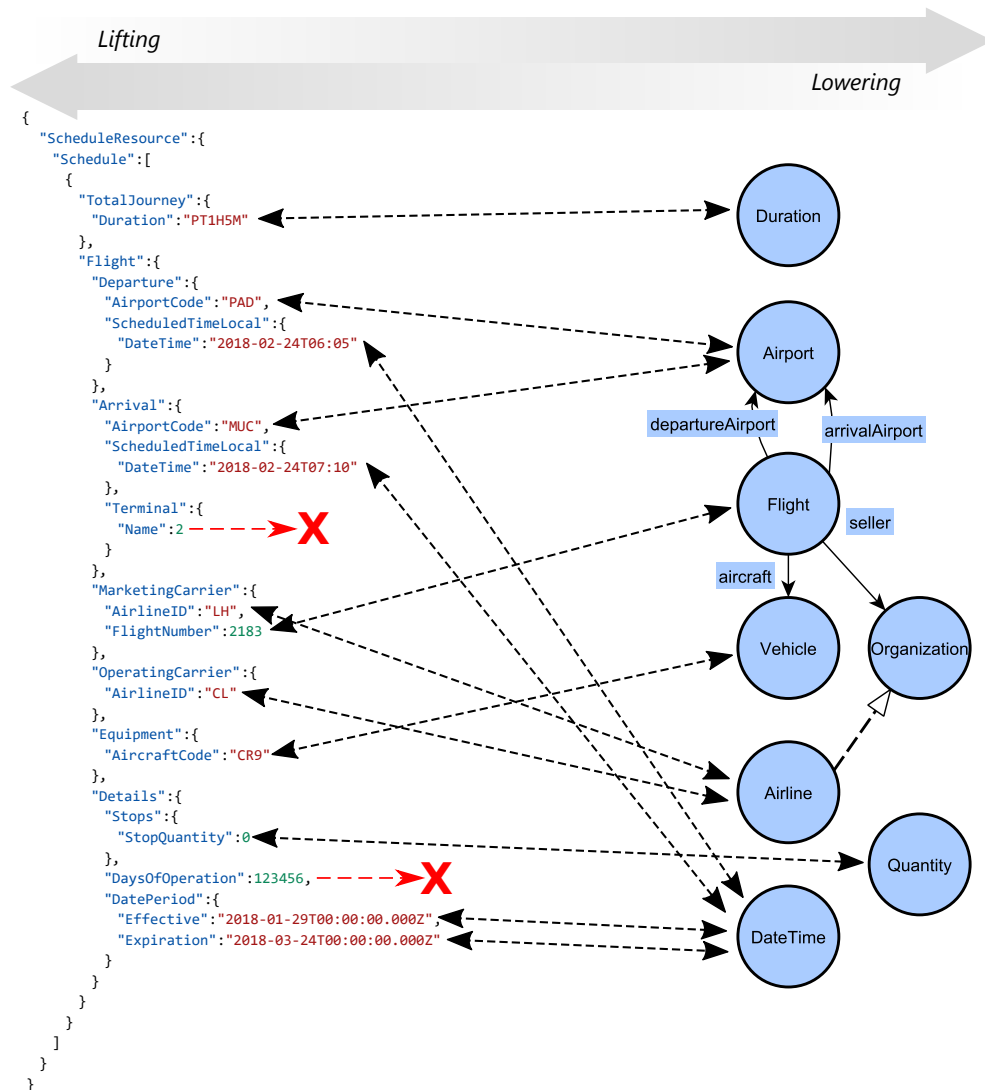 Lifting
Lowering
{
"ScheduleResource":{
"Schedule":[
{
"TotalJourney":{
"Duration":"PT1H5M"
},
"Flight":{
"Departure":{
"AirportCode":"PAD",
"ScheduledTimeLocal":{
"DateTime":"2018-02-24T06:05"
}
},
"Arrival":{
"AirportCode":"MUC",
"ScheduledTimeLocal":{
"DateTime":"2018-02-24T07:10"
},
"Terminal":{
"Name":2
X
}
},
"MarketingCarrier":{
"AirlineID":"LH",
"FlightNumber":2183
},
"OperatingCarrier":{
"AirlineID":"CL"
},
"Equipment":{
"AircraftCode":"CR9"
},
"Details":{
"Stops":{
"StopQuantity":0
},
"DaysOfOperation":123456,
X
"DatePeriod":{
"Effective":"2018-01-29T00:00:00.000Z",
"Expiration":"2018-03-24T00:00:00.000Z"
}
}
}
}
]
}
}
Duration
Airport
departureAirport
arrivalAirport
Flight
seller
aircraft
Vehicle
Organization
Airline
Quantity
DateTime